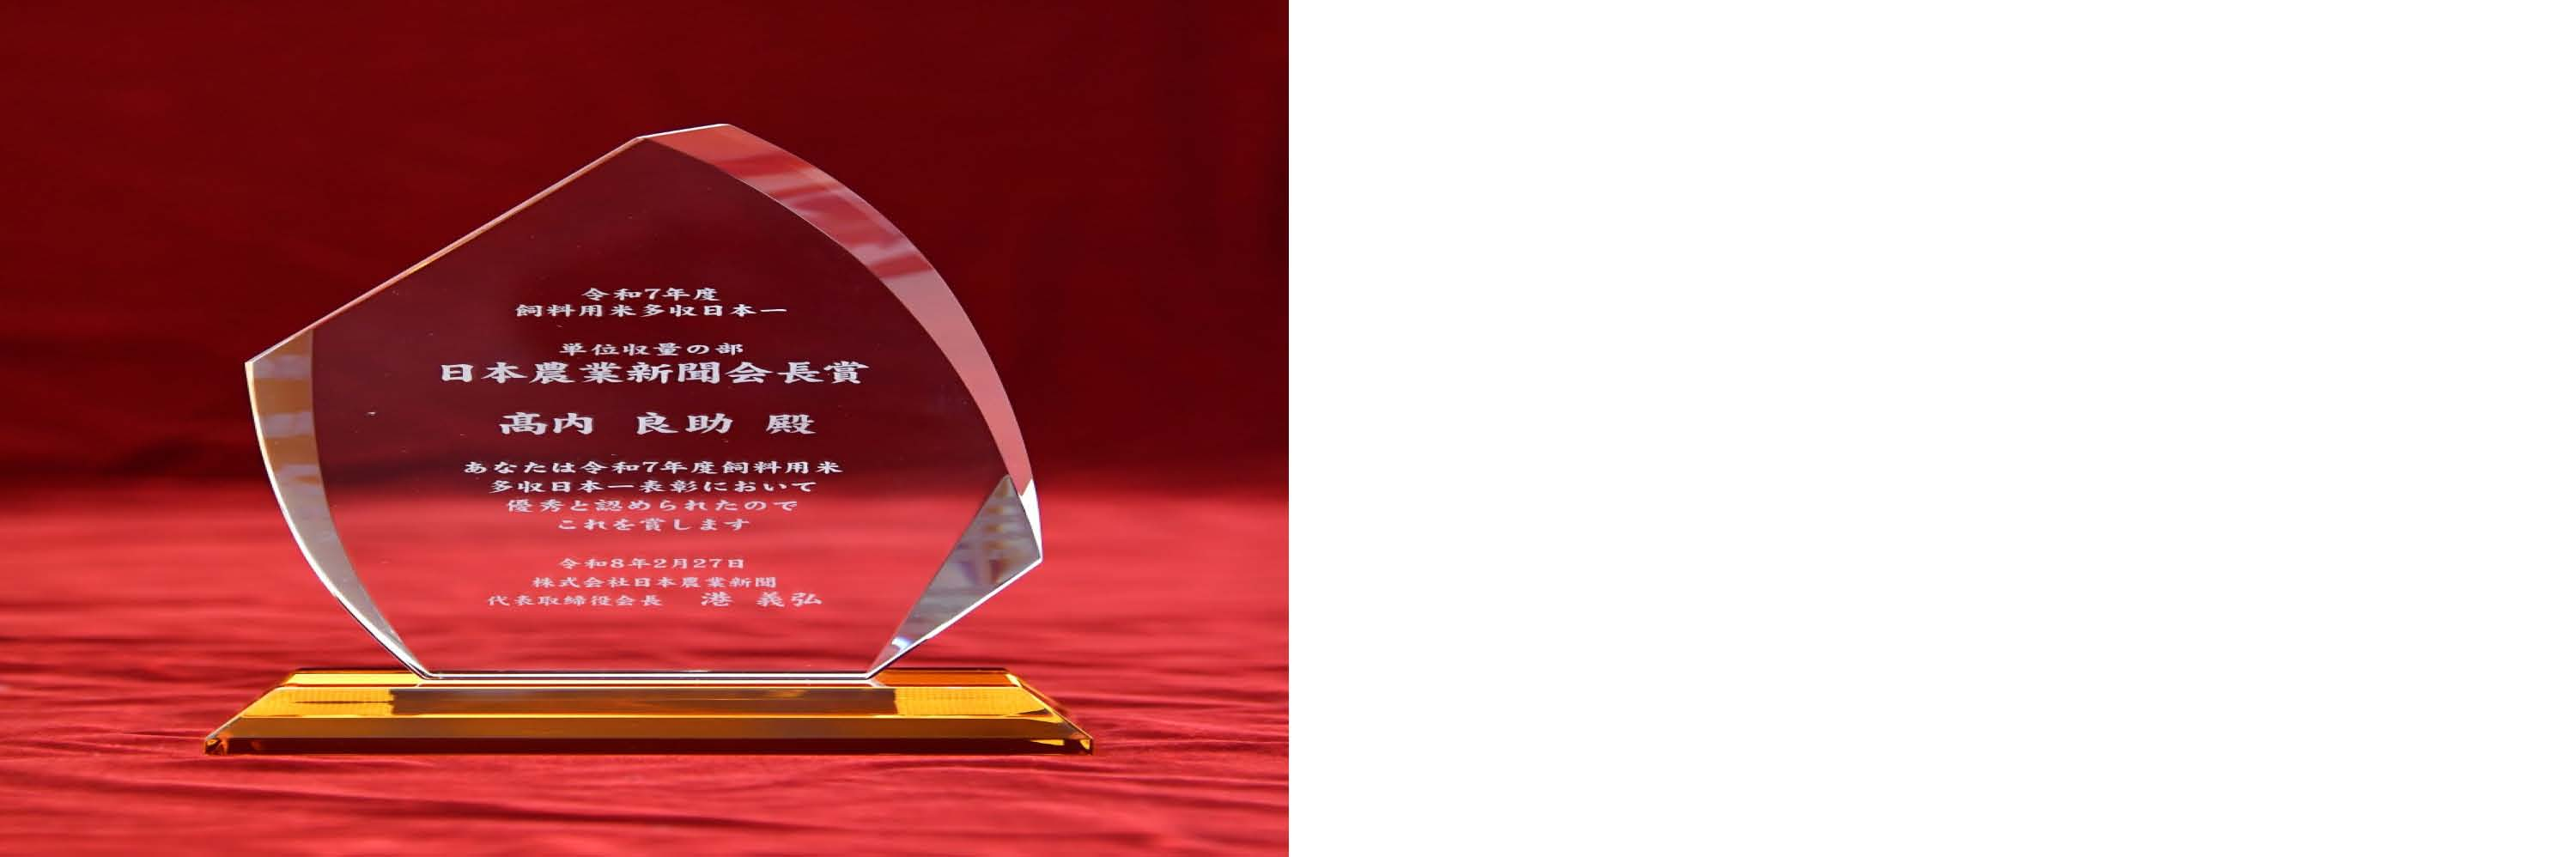 令和7年度
飼料用米多収日本一
単位収量の部
日本農業新聞会長賞
髙内 良助 殿
あなたは令和7年度飼料用米
多収日本一表彰において
優秀と認められたので
これを賞します
令和8年2月27日
株式会社日本農業新聞
代表取締役会長 港 義弘